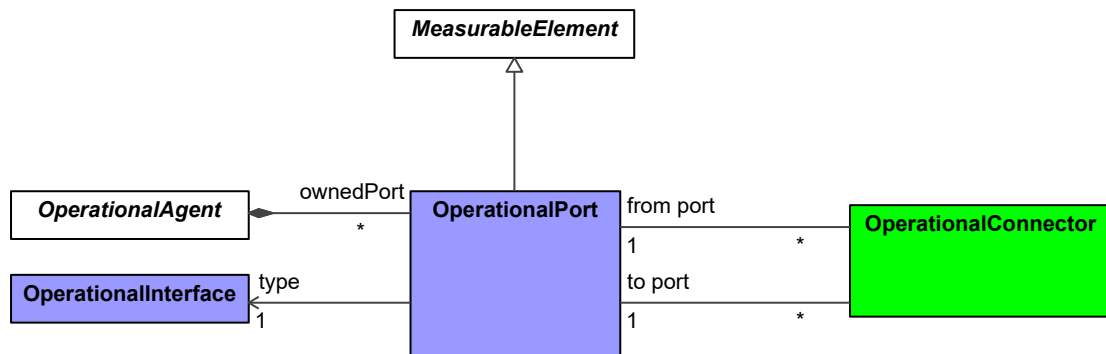 MeasurableElement
ownedPort
OperationalAgent
*
OperationalPort
from port
1
*
OperationalConnector
type
OperationalInterface
1
to port
1
*